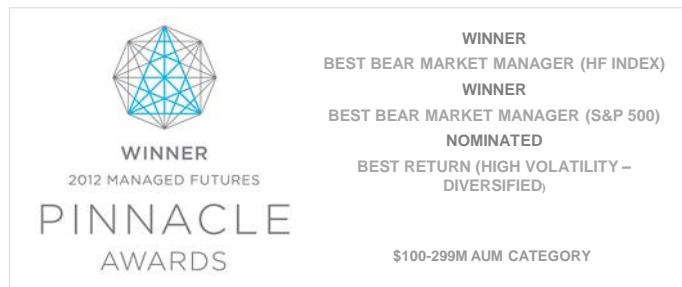 WINNER
2012 MANAGED FUTURES
PINNACLE
AWARDS
WINNER
BEST BEAR MARKET MANAGER (HF INDEX)
WINNER
BEST BEAR MARKET MANAGER (S&P 500)
NOMINATED
BEST RETURN (HIGH VOLATILITY –
DIVERSIFIED)
$100-299M AUM CATEGORY